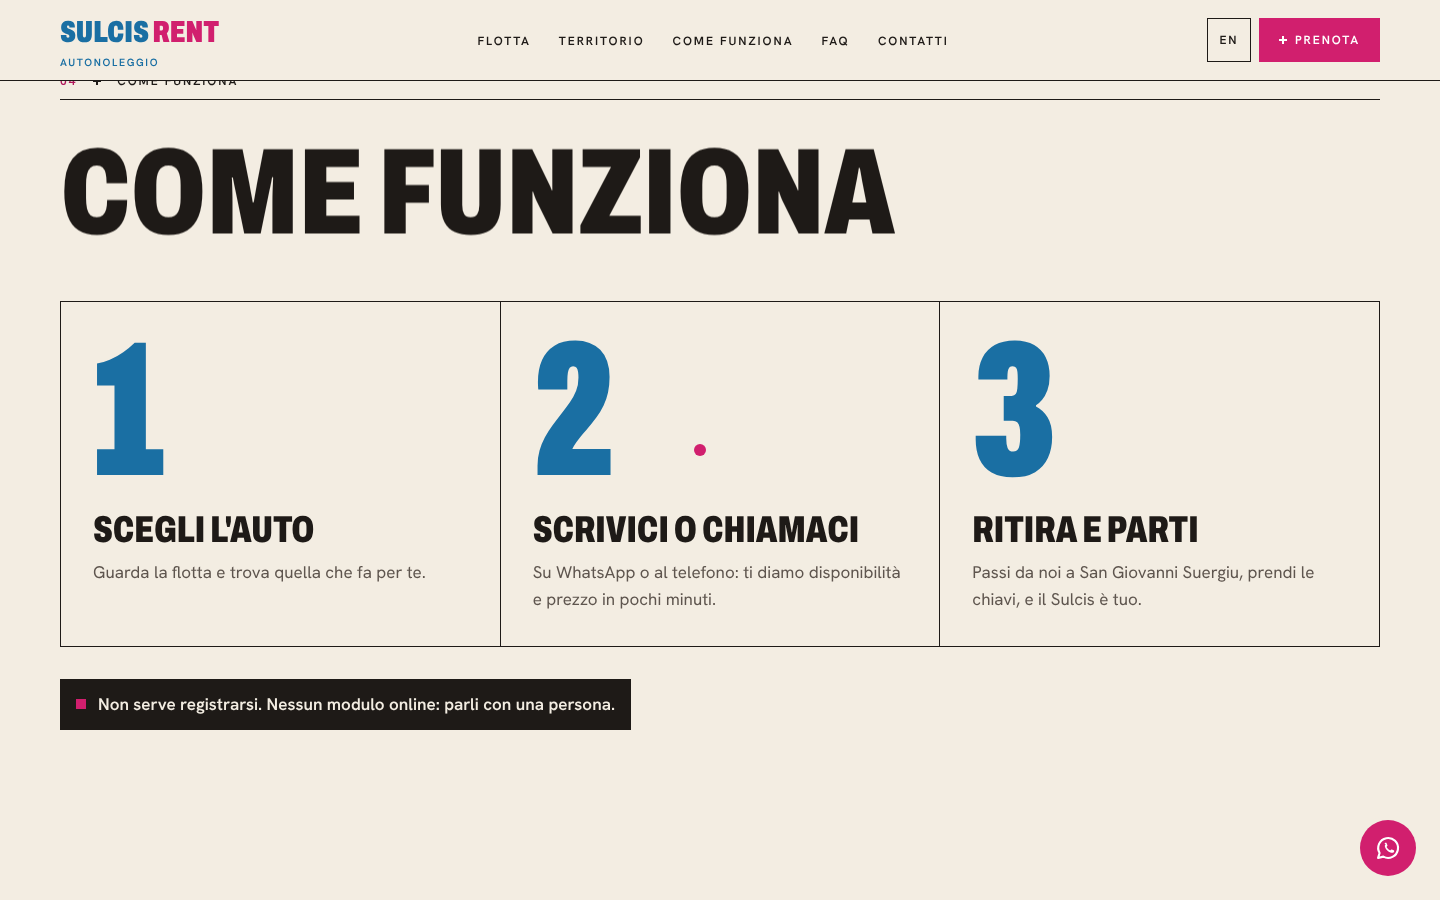 SULCIS RENT
AUTONOLEGGIO
FLOTTA
TERRITORIO
COME FUNZIONA
FAQ
CONTATTI
EN
+ PRENOTA
04 + COME FUNZIONA
COME FUNZIONA
1
SCEGLI L'AUTO
Guarda la flotta e trova quella che fa per te.
2
SCRIVICI O CHIAMACI
Su WhatsApp o al telefono: ti diamo disponibilità
e prezzo in pochi minuti.
3
RITIRA E PARTI
Passi da noi a San Giovanni Suergiu, prendi le
chiavi, e il Sulcis è tuo.
Non serve registrarsi. Nessun modulo online: parli con una persona.